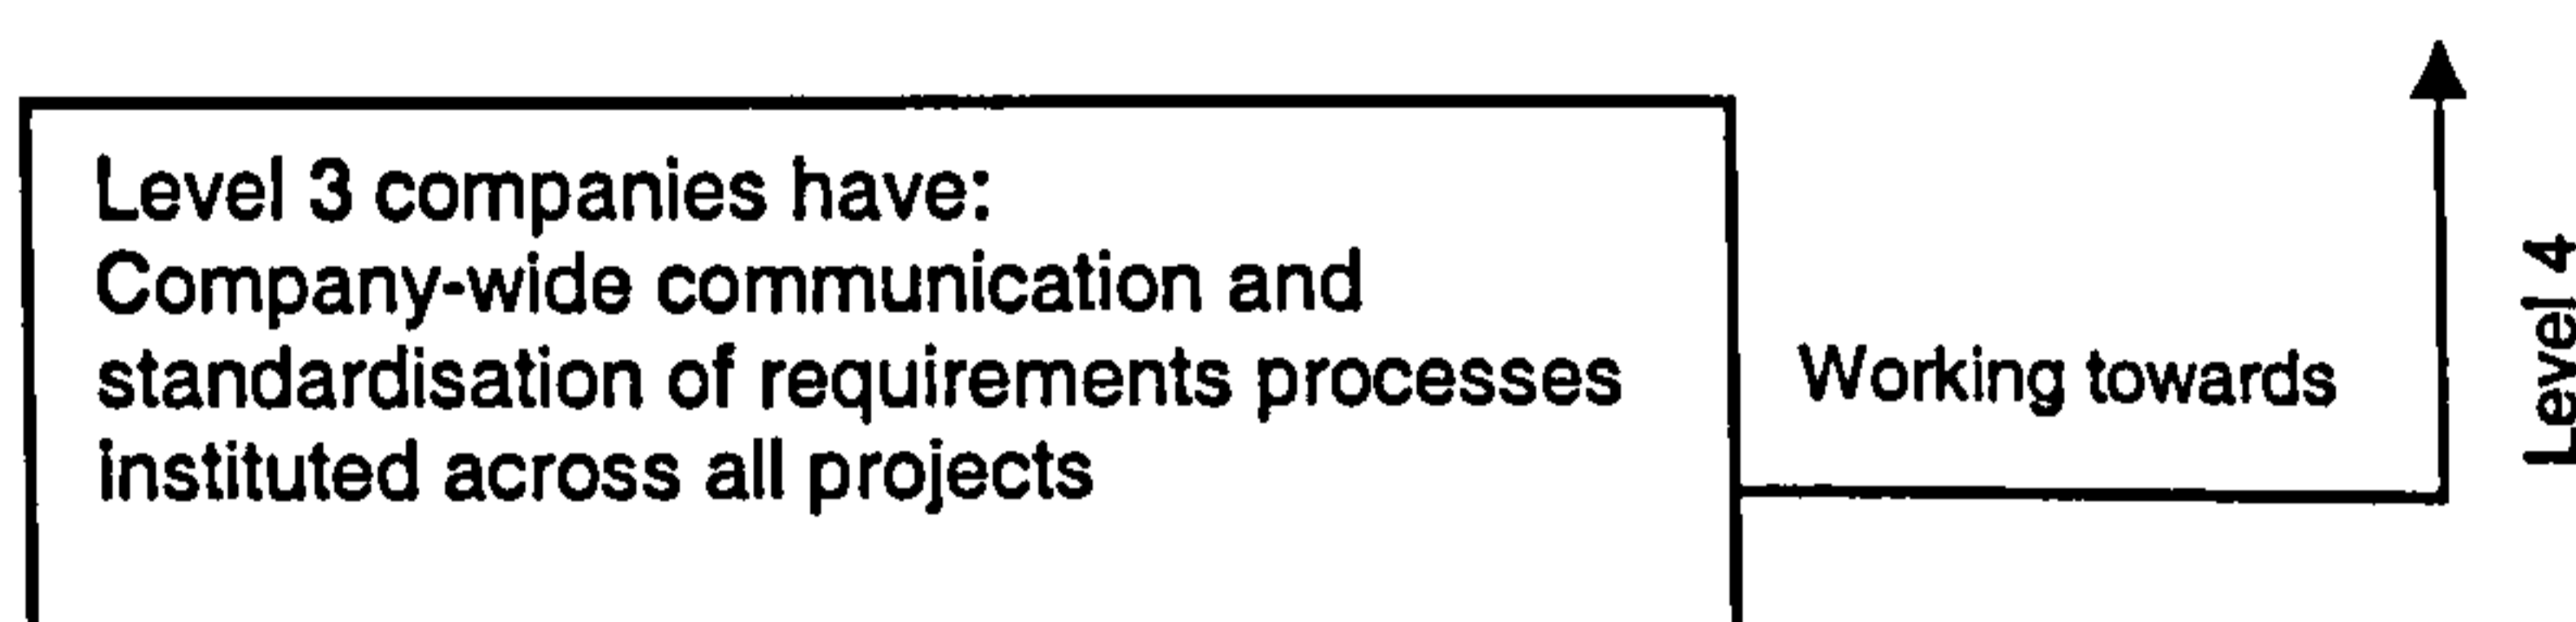 Level 3 companies have:
Company-wide communication and
standardisation of requirements processes
instituted across all projects
Working towards
Level 4